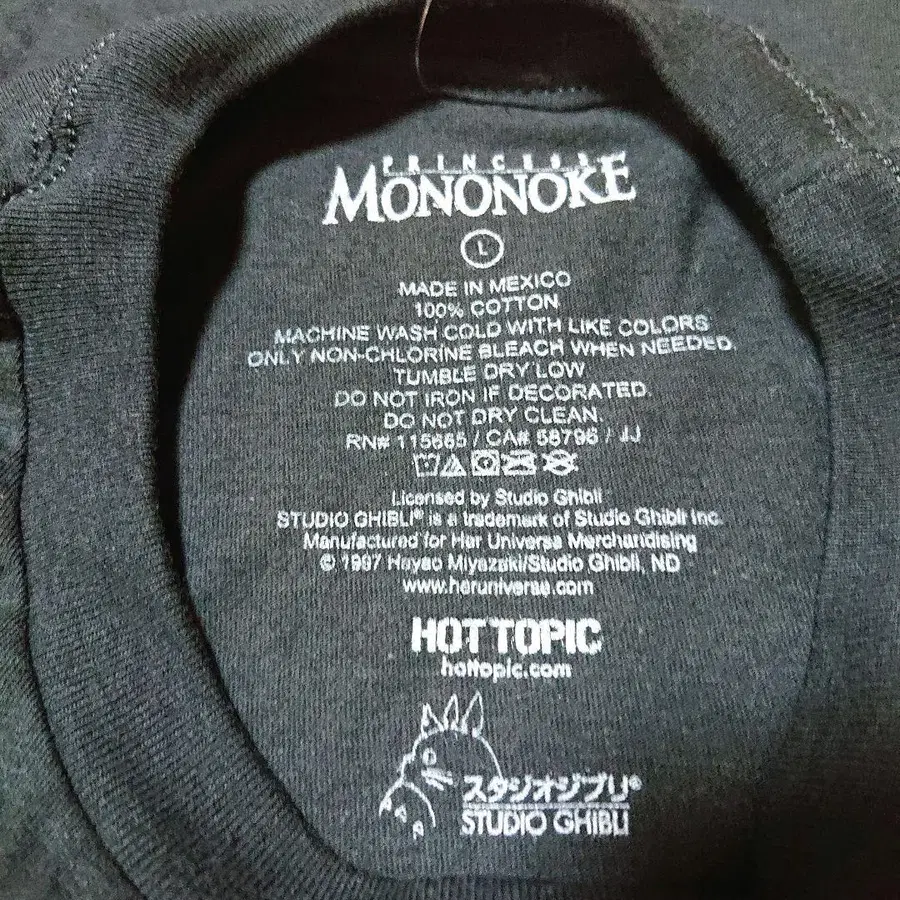 PRINCESS
MONONOKE
L
MADE IN MEXICO
100% COTTON
MACHINE WASH COLD WITH LIKE COLORS
ONLY NON-CHLORINE BLEACH WHEN NEEDED.
TUMBLE DRY LOW
DO NOT IRON IF DECORATED.
DO NOT DRY CLEAN.
RN# 115665 / CA# 58796 / JJ
Licensed by Studio Ghibli
STUDIO GHIBLI® is a trademark of Studio Ghibli Inc.
Manufactured for Her Universe Merchandising
© 1997 Hayao Miyazaki/Studio Ghibli, ND
www.heruniverse.com
HOT TOPIC
hottopic.com
スタジオジブリ®
STUDIO GHIBLI